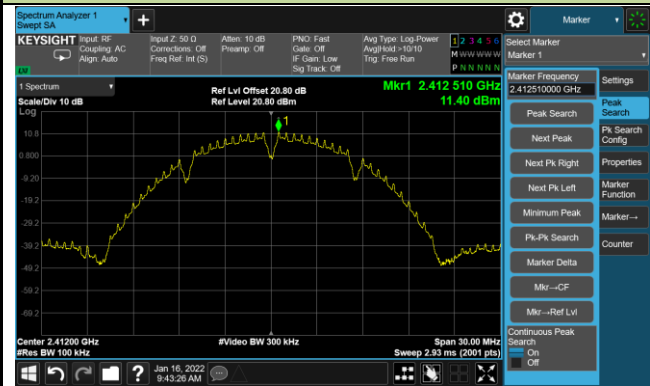 Spectrum Analyzer 1
Swept SA
Marker
KEYSIGHT
Input: RF
Coupling: AC
Align: Auto
Input Z: 50 Ω
Corrections: Off
Freq Ref: Int (S)
Atten: 10 dB
Preamp: Off
PNO: Fast
Gate: Off
IF Gain: Low
Sig Track: Off
Avg Type: Log-Power
Avg|Hold:>10/10
Trig: Free Run
1 2 3 4 5 6
M W W W W W
P N N N N N
Select Marker
Marker 1
LXI
1 Spectrum
Scale/Div 10 dB
Log
Ref Lvl Offset 20.80 dB
Ref Level 20.80 dBm
Mkr1 2.412 510 GHz
11.40 dBm
1
10.8
0.800
-9.20
-19.2
-29.2
-39.2
-49.2
-59.2
-69.2
Center 2.41200 GHz
#Res BW 100 kHz
#Video BW 300 kHz
Span 30.00 MHz
Sweep 2.93 ms (2001 pts)
Marker Frequency
2.412510000 GHz
Peak Search
Next Peak
Next Pk Right
Next Pk Left
Minimum Peak
Pk-Pk Search
Marker Delta
Mkr→CF
Mkr→Ref Lvl
Continuous Peak
Search
On
Off
Settings
Peak
Search
Pk Search
Config
Properties
Marker
Function
Marker→
Counter
Jan 16, 2022
9:43:26 AM